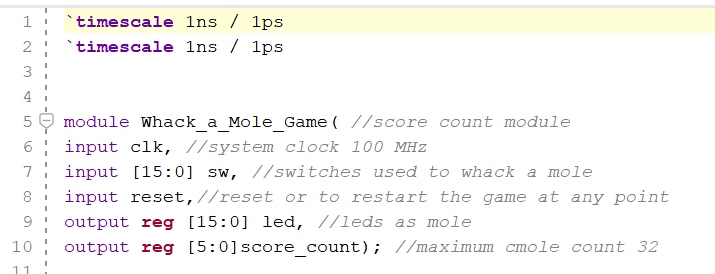 1 `timescale 1ns / 1ps
2 `timescale 1ns / 1ps
3
4
5 module Whack_a_Mole_Game( //score count module
6 input clk, //system clock 100 MHz
7 input [15:0] sw, //switches used to whack a mole
8 input reset,//reset or to restart the game at any point
9 output reg [15:0] led, //leds as mole
10 output reg [5:0]score_count); //maximum cmole count 32
11